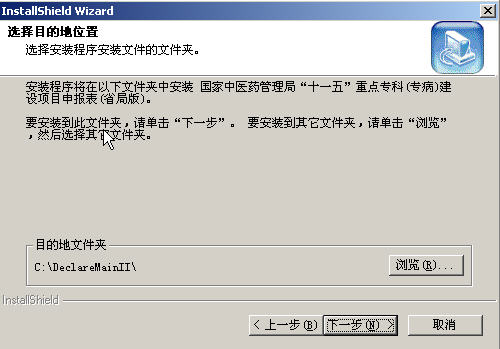 InstallShield Wizard
选择目的地位置
选择安装程序安装文件的文件夹。
安装程序将在以下文件夹中安装 国家中医药管理局“十一五”重点专科(专病)建
设项目申报表(省局版)。
要安装到此文件夹，请单击“下一步”。 要安装到其它文件夹，请单击“浏览”
，然后选择其它文件夹。
目的地文件夹
C:\DeclareMainII\
浏览(R)...
InstallShield
< 上一步(B)
下一步(N) >
取消